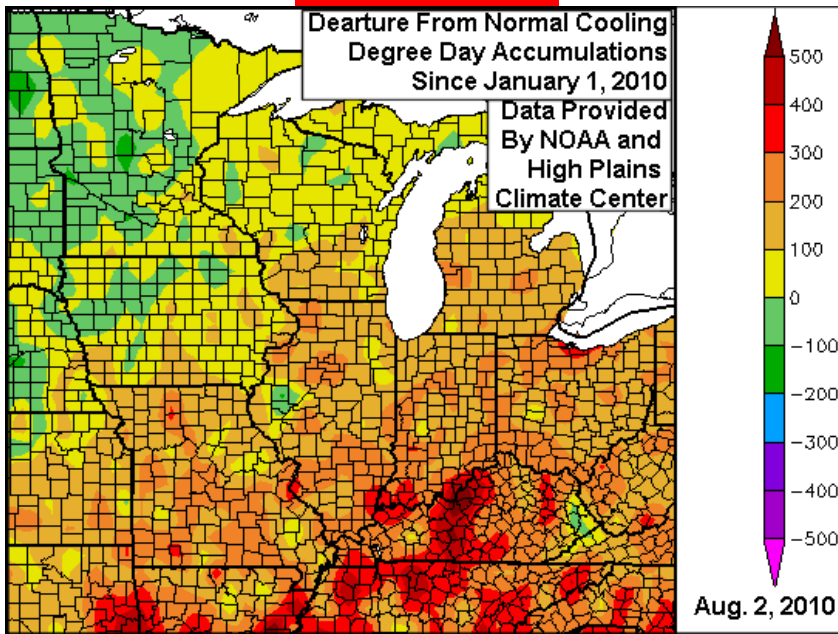 Dearture From Normal Cooling
Degree Day Accumulations
Since January 1, 2010
Data Provided
By NOAA and
High Plains
Climate Center
500
400
300
200
100
0
−100
−200
−300
−400
−500
Aug. 2, 2010